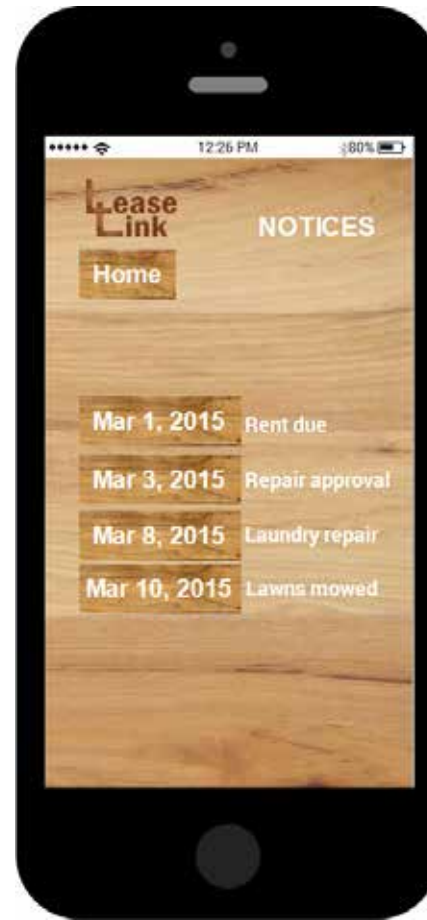 12:26 PM 80%
Lease
Link
NOTICES
Home
Mar 1, 2015 Rent due
Mar 3, 2015 Repair approval
Mar 8, 2015 Laundry repair
Mar 10, 2015 Lawns mowed